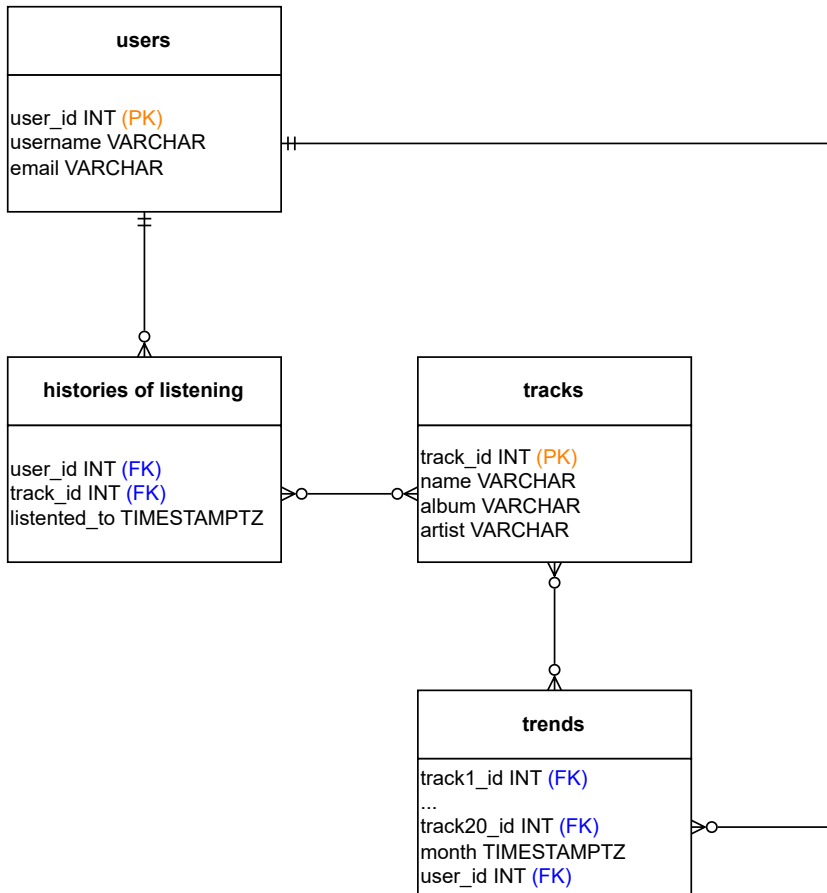 users
user_id INT (PK)
username VARCHAR
email VARCHAR
histories of listening
user_id INT (FK)
track_id INT (FK)
listented_to TIMESTAMPTZ
tracks
track_id INT (PK)
name VARCHAR
album VARCHAR
artist VARCHAR
trends
track1_id INT (FK)
...
track20_id INT (FK)
month TIMESTAMPTZ
user_id INT (FK)